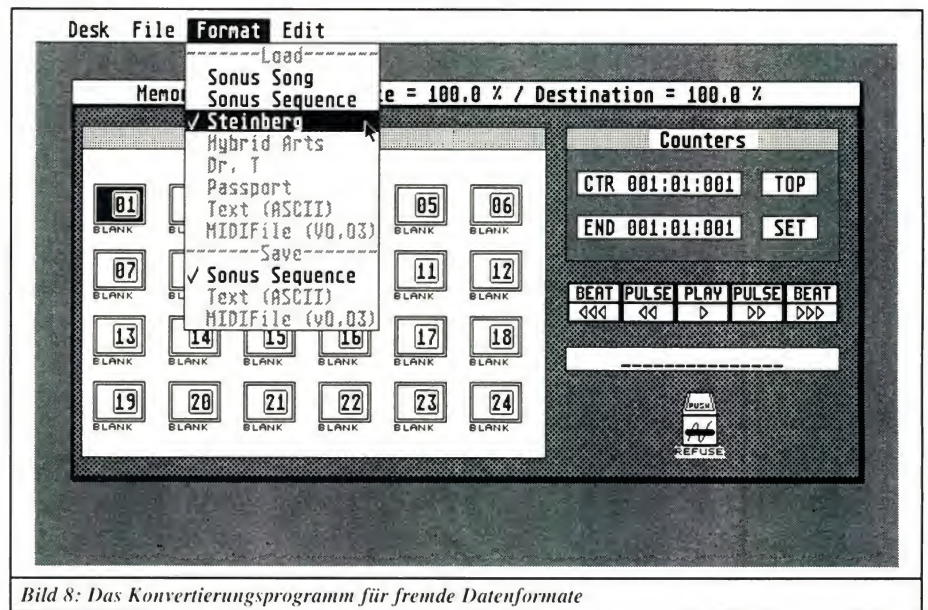 Desk File Format Edit
Load
Sonus Song
Sonus Sequence
✓ Steinberg
Hybrid Arts
Dr. T
Passport
Text (ASCII)
MIDIFile (V0.03)
Save
✓ Sonus Sequence
Text (ASCII)
MIDIFile (v0.03)
= 100.0 % / Destination = 100.0 %
Counters
CTR 001:01:001 TOP
END 001:01:001 SET
BEAT PULSE PLAY PULSE BEAT
01 05 06
BLANK BLANK BLANK
07 11 12
BLANK BLANK BLANK
13 14 15 16 17 18
BLANK BLANK BLANK BLANK BLANK BLANK
19 20 21 22 23 24
BLANK BLANK BLANK BLANK BLANK BLANK
PUSH
REFUSE
Bild 8: Das Konvertierungsprogramm für fremde Datenformate